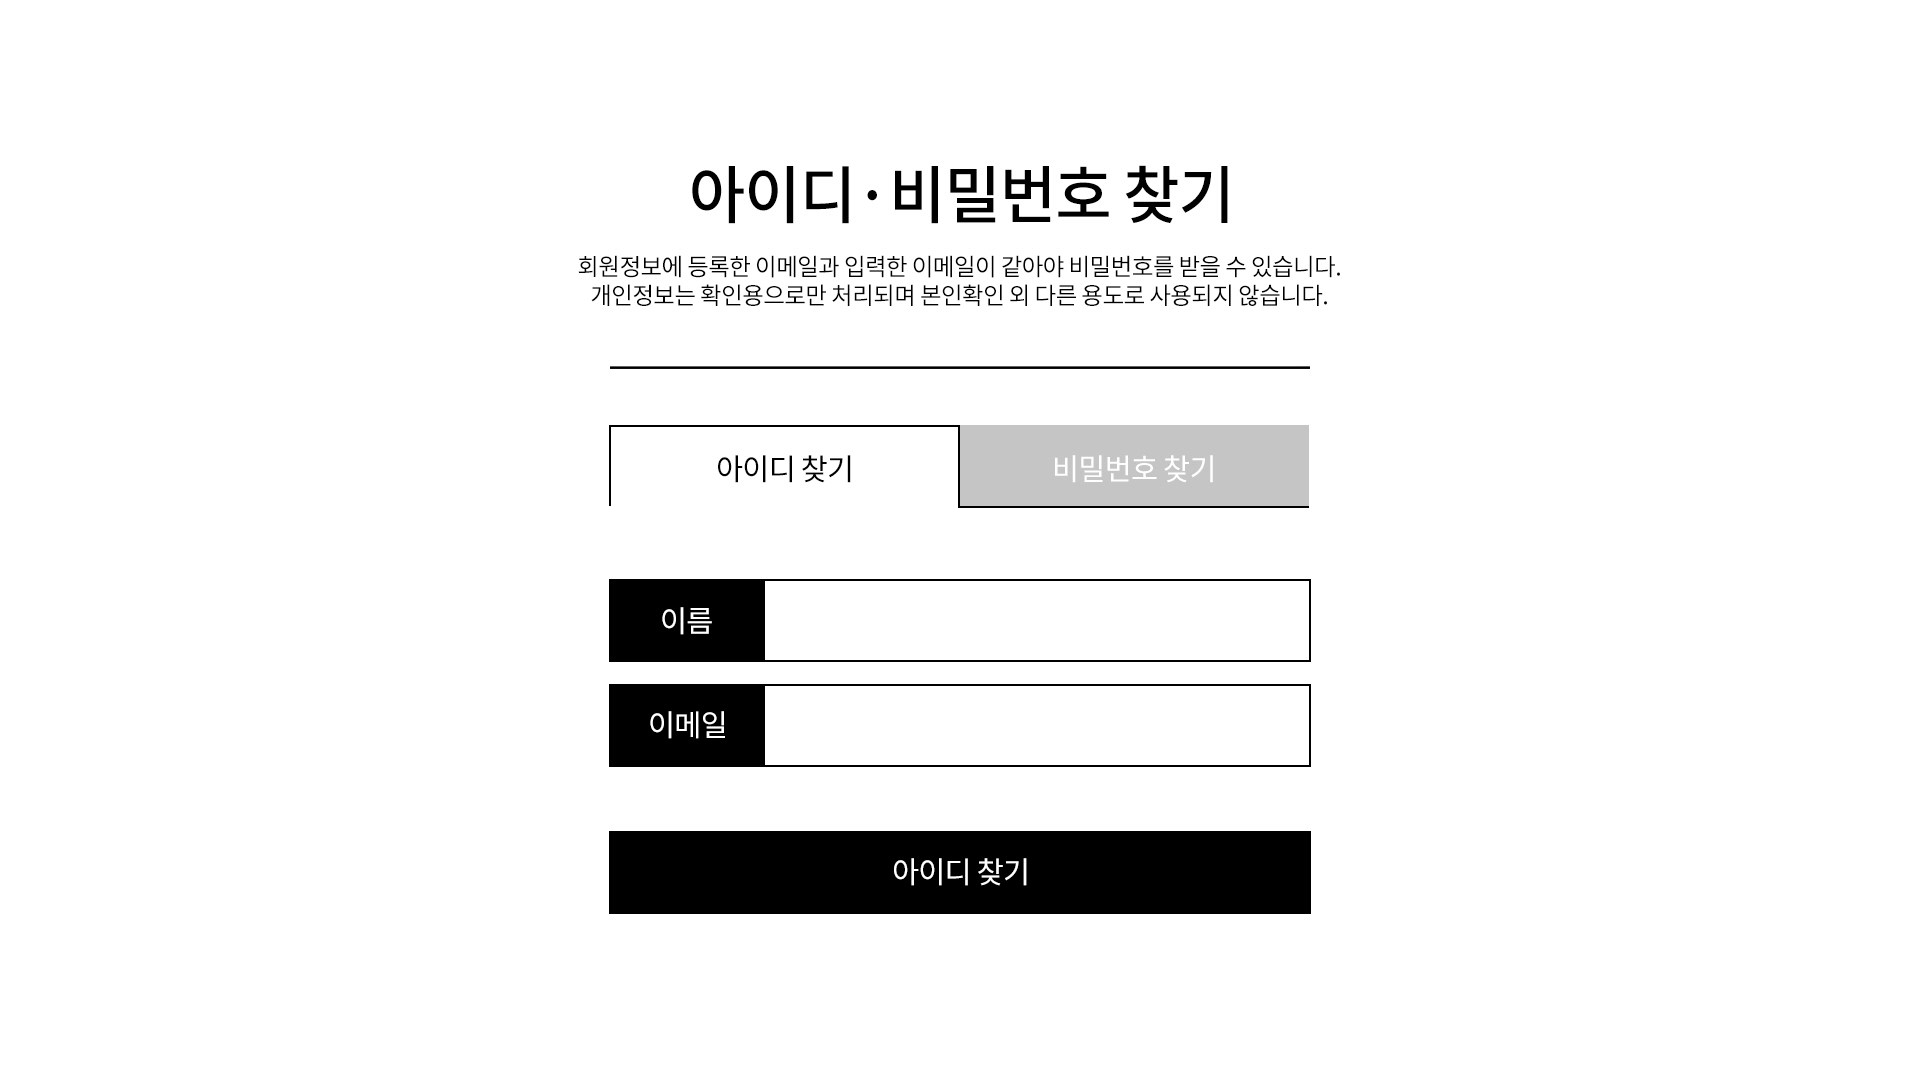 아이디·비밀번호 찾기
회원정보에 등록한 이메일과 입력한 이메일이 같아야 비밀번호를 받을 수 있습니다.
개인정보는 확인용으로만 처리되며 본인확인 외 다른 용도로 사용되지 않습니다.
아이디 찾기
비밀번호 찾기
이름
이메일
아이디 찾기